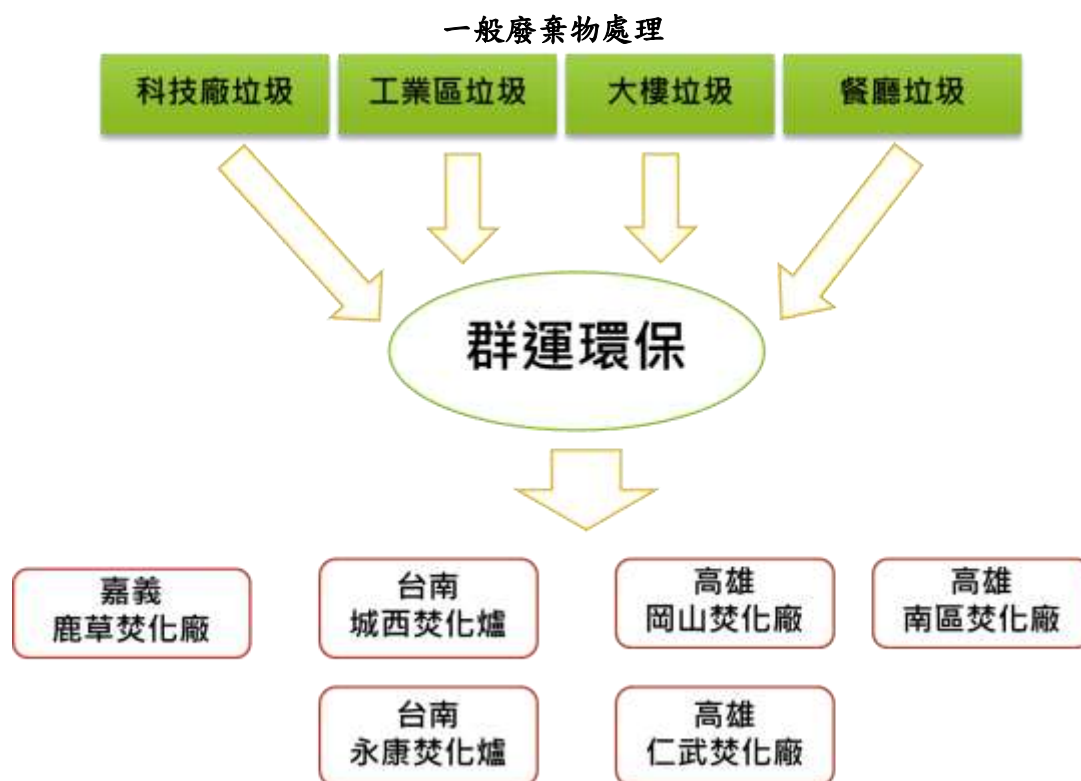 一般廢棄物處理
科技廠垃圾
工業區垃圾
大樓垃圾
餐廳垃圾
群運環保
嘉義
鹿草焚化廠
台南
城西焚化爐
高雄
岡山焚化廠
高雄
南區焚化廠
台南
永康焚化爐
高雄
仁武焚化廠